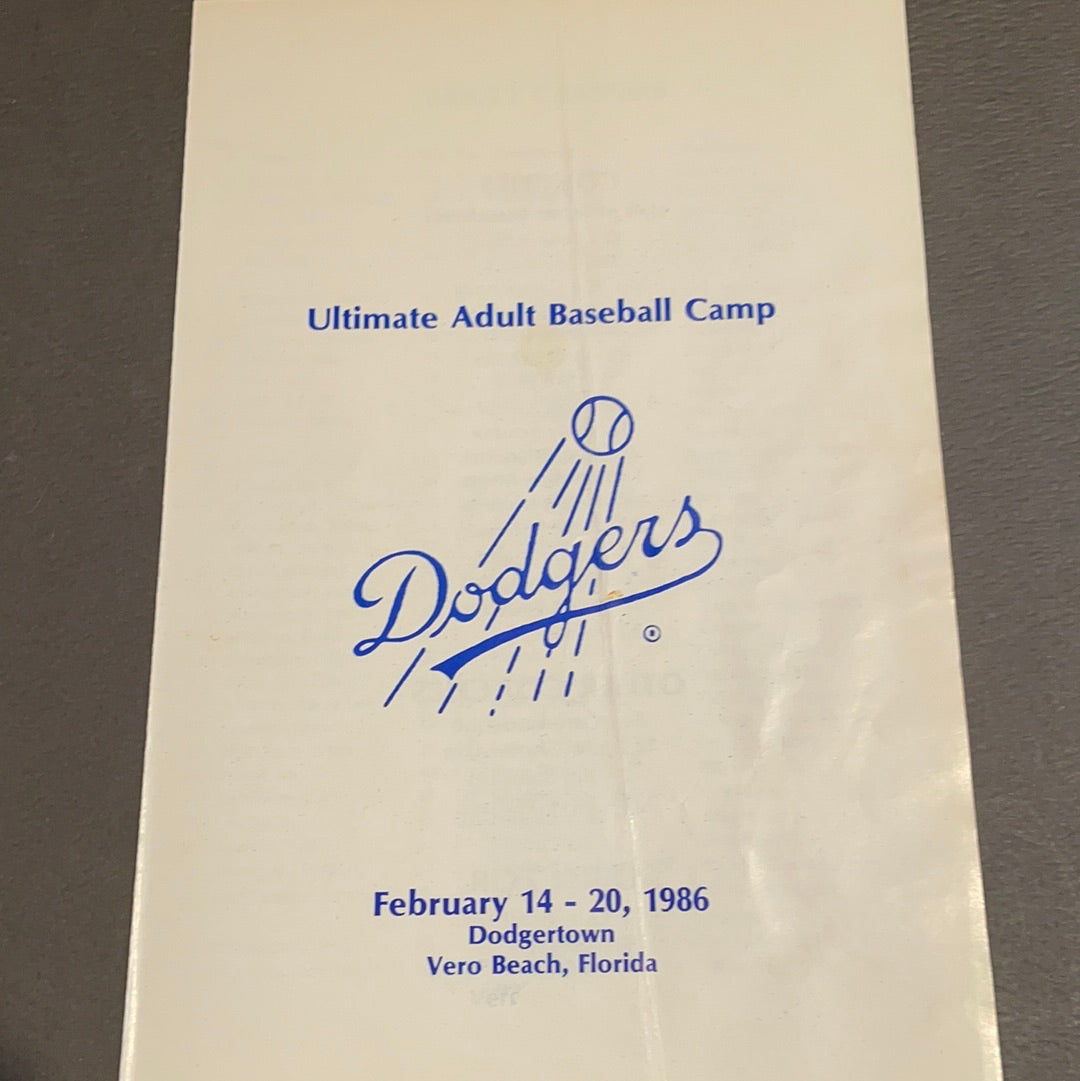 Ultimate Adult Baseball Camp
Dodgers
®
February 14 - 20, 1986
Dodgertown
Vero Beach, Florida